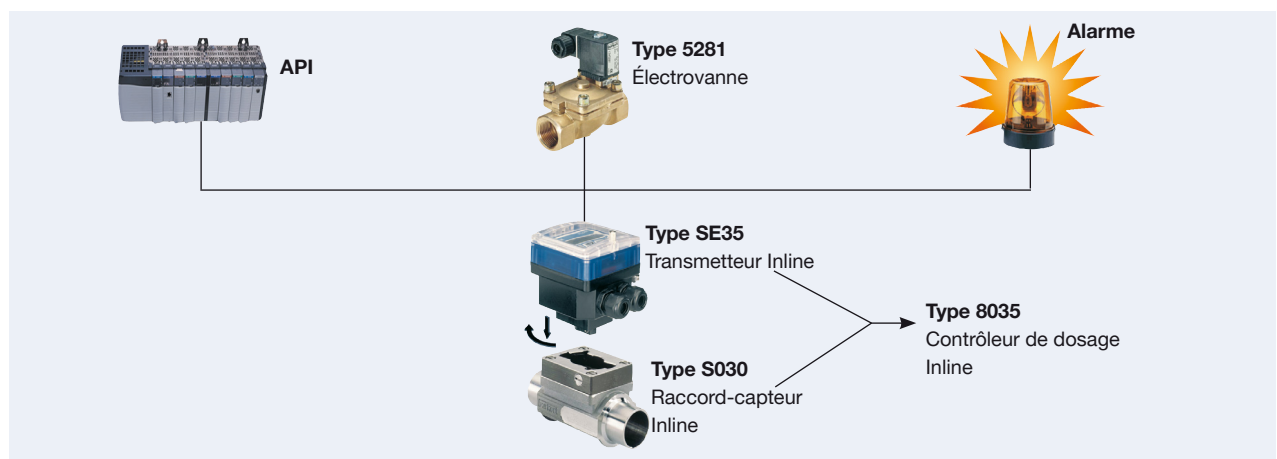 API
Type 5281
Électrovanne
Alarme
Type SE35
Transmetteur Inline
Type 8035
Contrôleur de dosage
Inline
Type S030
Raccord-capteur
Inline